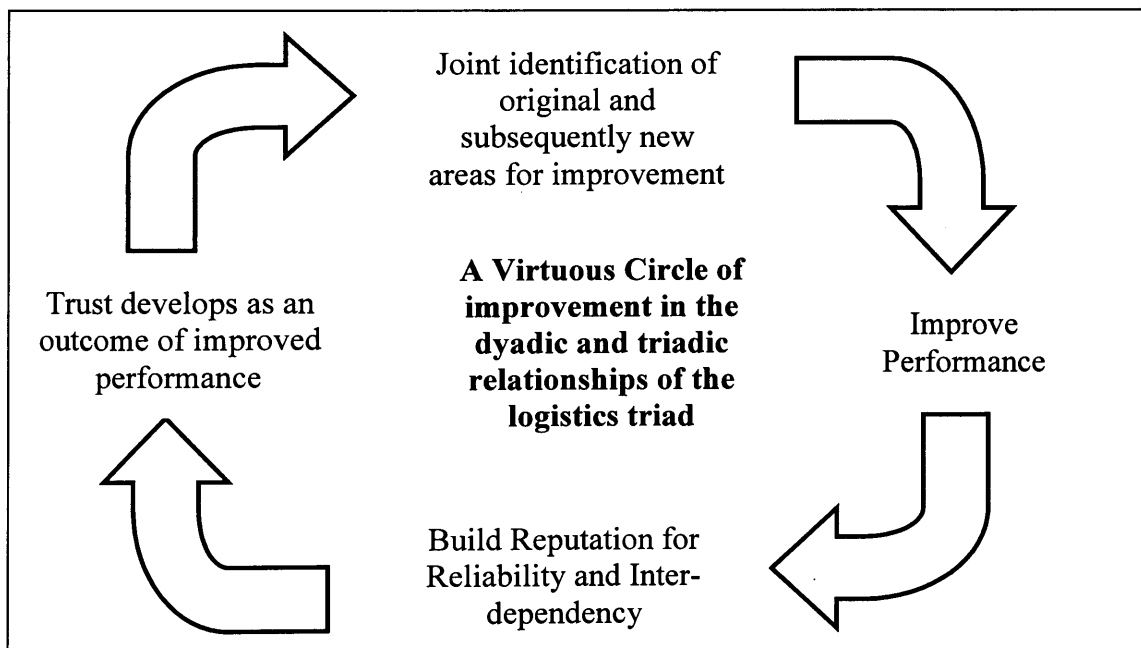 Joint identification of
original and
subsequently new
areas for improvement
Trust develops as an
outcome of improved
performance
A Virtuous Circle of
improvement in the
dyadic and triadic
relationships of the
logistics triad
Improve
Performance
Build Reputation for
Reliability and Inter-
dependency